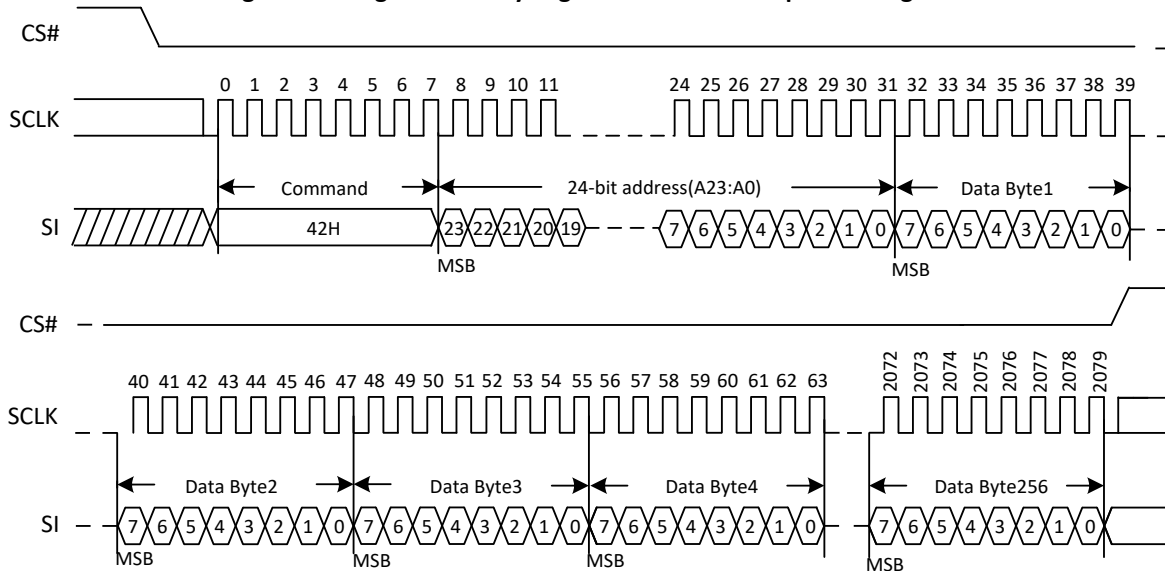 CS#
0 1 2 3 4 5 6 7 8 9 10 11 24 25 26 27 28 29 30 31 32 33 34 35 36 37 38 39
SCLK
Command 24-bit address(A23:A0) Data Byte1
SI 42H 23 22 21 20 19 7 6 5 4 3 2 1 0 7 6 5 4 3 2 1 0
MSB MSB
CS#
40 41 42 43 44 45 46 47 48 49 50 51 52 53 54 55 56 57 58 59 60 61 62 63 2072 2073 2074 2075 2076 2077 2078 2079
SCLK
Data Byte2 Data Byte3 Data Byte4 Data Byte256
SI 7 6 5 4 3 2 1 0 7 6 5 4 3 2 1 0 7 6 5 4 3 2 1 0 7 6 5 4 3 2 1 0
MSB MSB MSB MSB